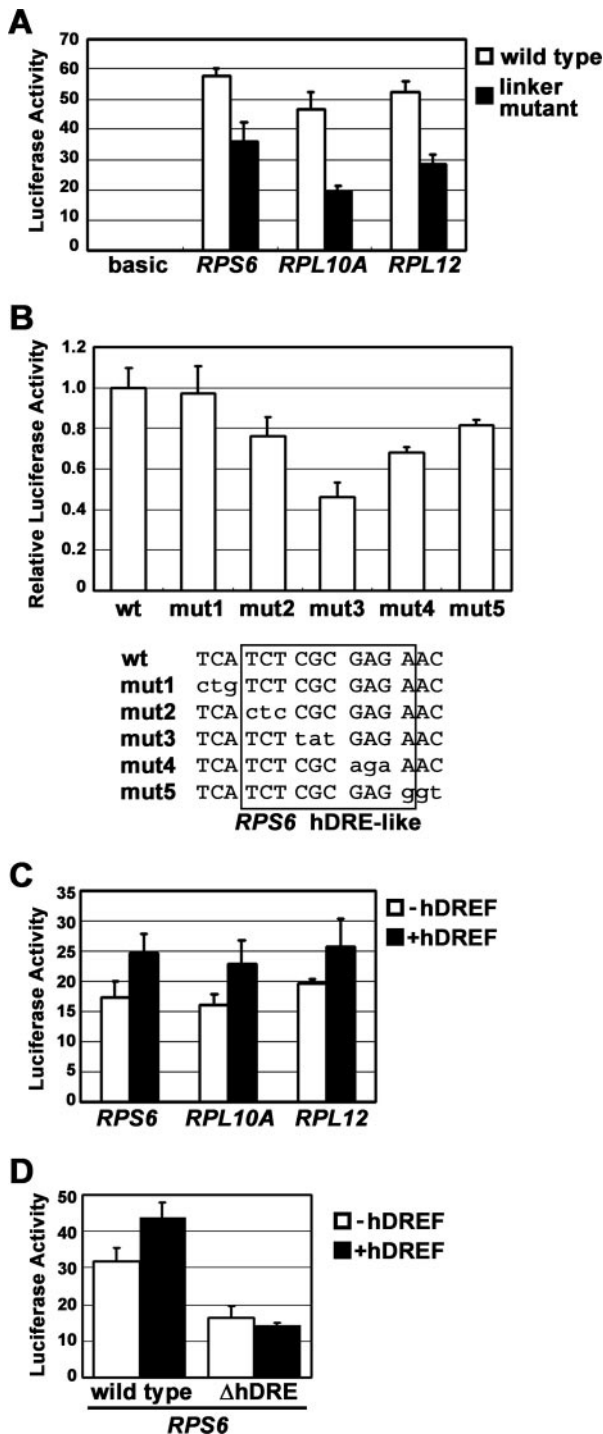 A
Luciferase Activity
70
60
50
40
30
20
10
0
basic
RPS6
RPL10A
RPL12
wild type
linker
mutant
B
Relative Luciferase Activity
1.2
1.0
0.8
0.6
0.4
0.2
0
wt
mut1
mut2
mut3
mut4
mut5
wt TCA TCT CGC GAG AAC
mut1 ctg TCT CGC GAG AAC
mut2 TCA ctc CGC GAG AAC
mut3 TCA TCT tat GAG AAC
mut4 TCA TCT CGC aga AAC
mut5 TCA TCT CGC GAG ggt
RPS6 hDRE-like
C
Luciferase Activity
35
30
25
20
15
10
5
0
RPS6
RPL10A
RPL12
-hDREF
+hDREF
D
Luciferase Activity
50
40
30
20
10
0
wild type
ΔhDRE
RPS6
-hDREF
+hDREF